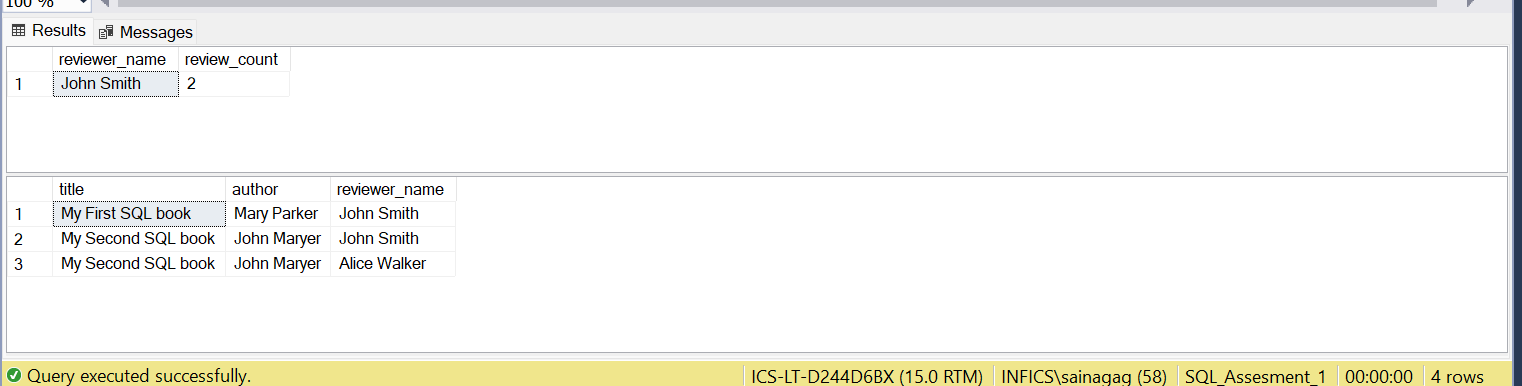 100 %
Results Messages
reviewer_name review_count
1 John Smith 2
title author reviewer_name
1 My First SQL book Mary Parker John Smith
2 My Second SQL book John Maryer John Smith
3 My Second SQL book John Maryer Alice Walker
Query executed successfully. ICS-LT-D244D6BX (15.0 RTM) INFICS\sainagag (58) SQL_Assesment_1 00:00:00 4 rows